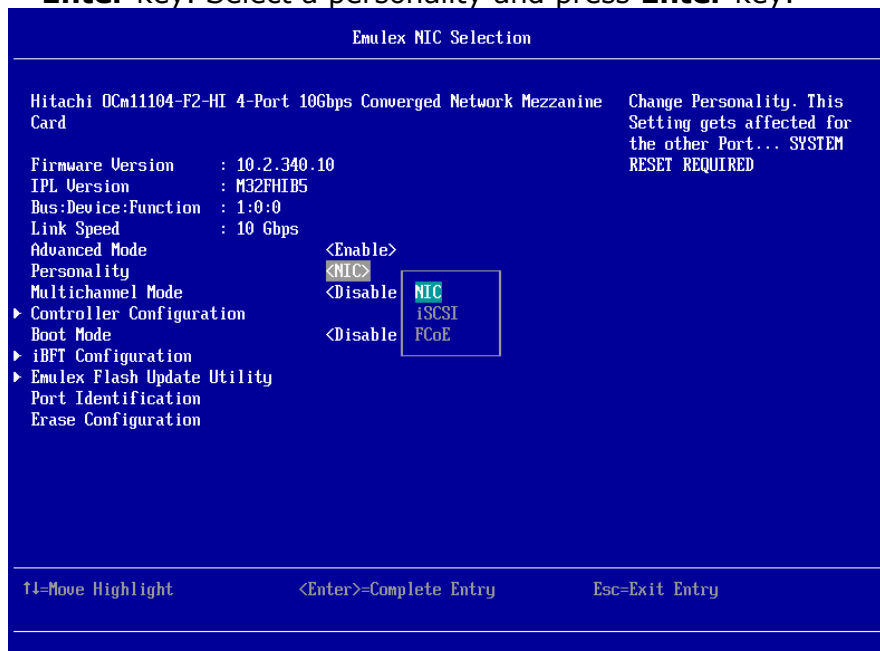 Enter key. Select a personality and press Enter key.
Emulex NIC Selection
Hitachi OCm11104-F2-HI 4-Port 10Gbps Converged Network Mezzanine
Card
Change Personality. This
Setting gets affected for
the other Port... SYSTEM
RESET REQUIRED
Firmware Version : 10.2.340.10
IPL Version : M32FHIB5
Bus:Device:Function : 1:0:0
Link Speed : 10 Gbps
Advanced Mode <Enable>
Personality <NIC>
Multichannel Mode <Disable
Controller Configuration
Boot Mode <Disable
iBFT Configuration
Emulex Flash Update Utility
Port Identification
Erase Configuration
NIC
iSCSI
FCoE
↑↓=Move Highlight <Enter>=Complete Entry Esc=Exit Entry